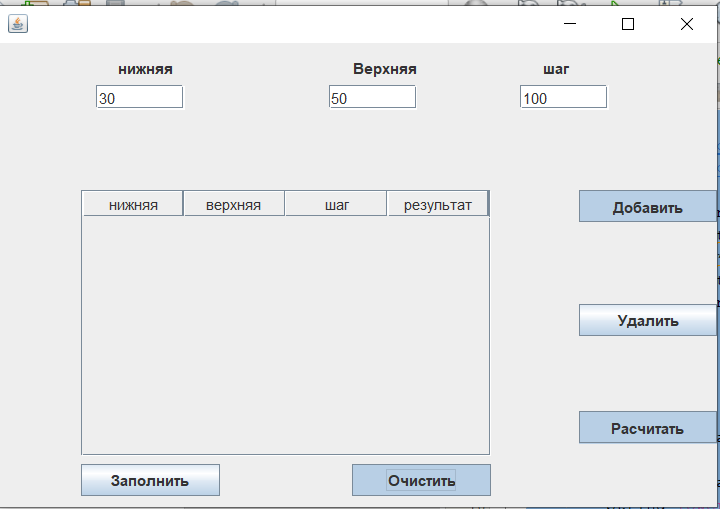 нижняя Верхняя шаг
30 50 100
нижняя верхняя шаг результат
Добавить
Удалить
Расчитать
Заполнить Очистить